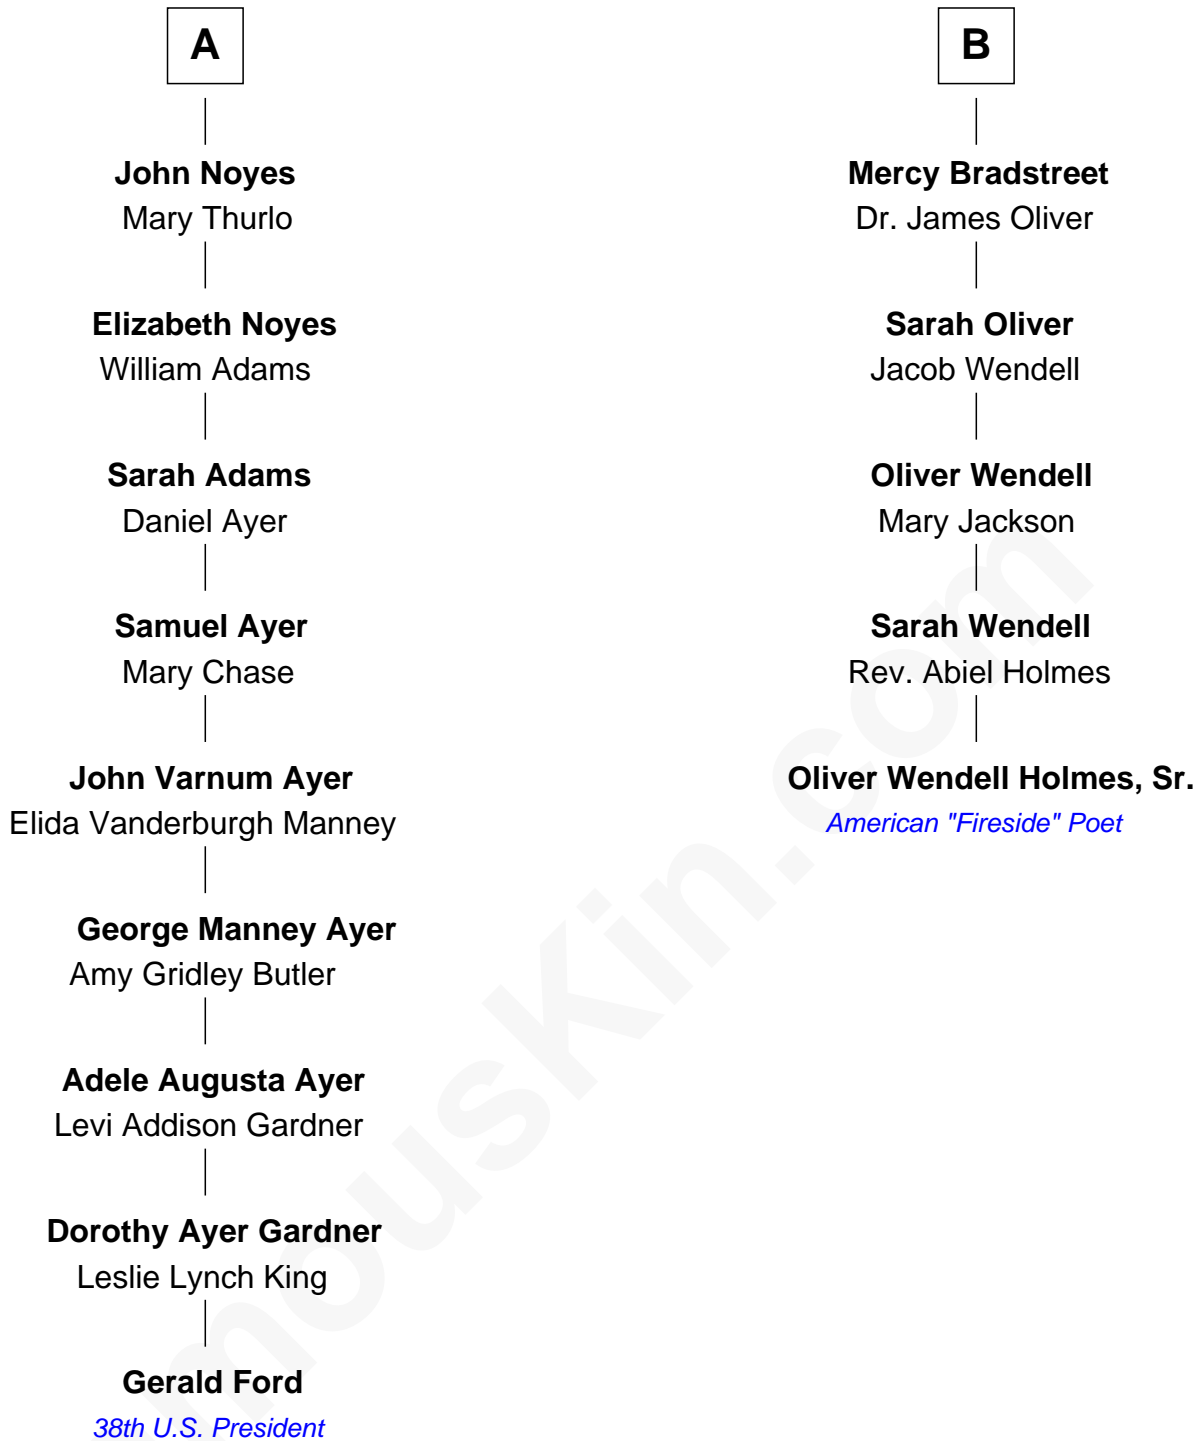 A
John Noyes
Mary Thurlo
Elizabeth Noyes
William Adams
Sarah Adams
Daniel Ayer
Samuel Ayer
Mary Chase
John Varnum Ayer
Elida Vanderburgh Manney
George Manney Ayer
Amy Gridley Butler
Adele Augusta Ayer
Levi Addison Gardner
Dorothy Ayer Gardner
Leslie Lynch King
Gerald Ford
38th U.S. President
B
Mercy Bradstreet
Dr. James Oliver
Sarah Oliver
Jacob Wendell
Oliver Wendell
Mary Jackson
Sarah Wendell
Rev. Abiel Holmes
Oliver Wendell Holmes, Sr.
American "Fireside" Poet
mousKin.com